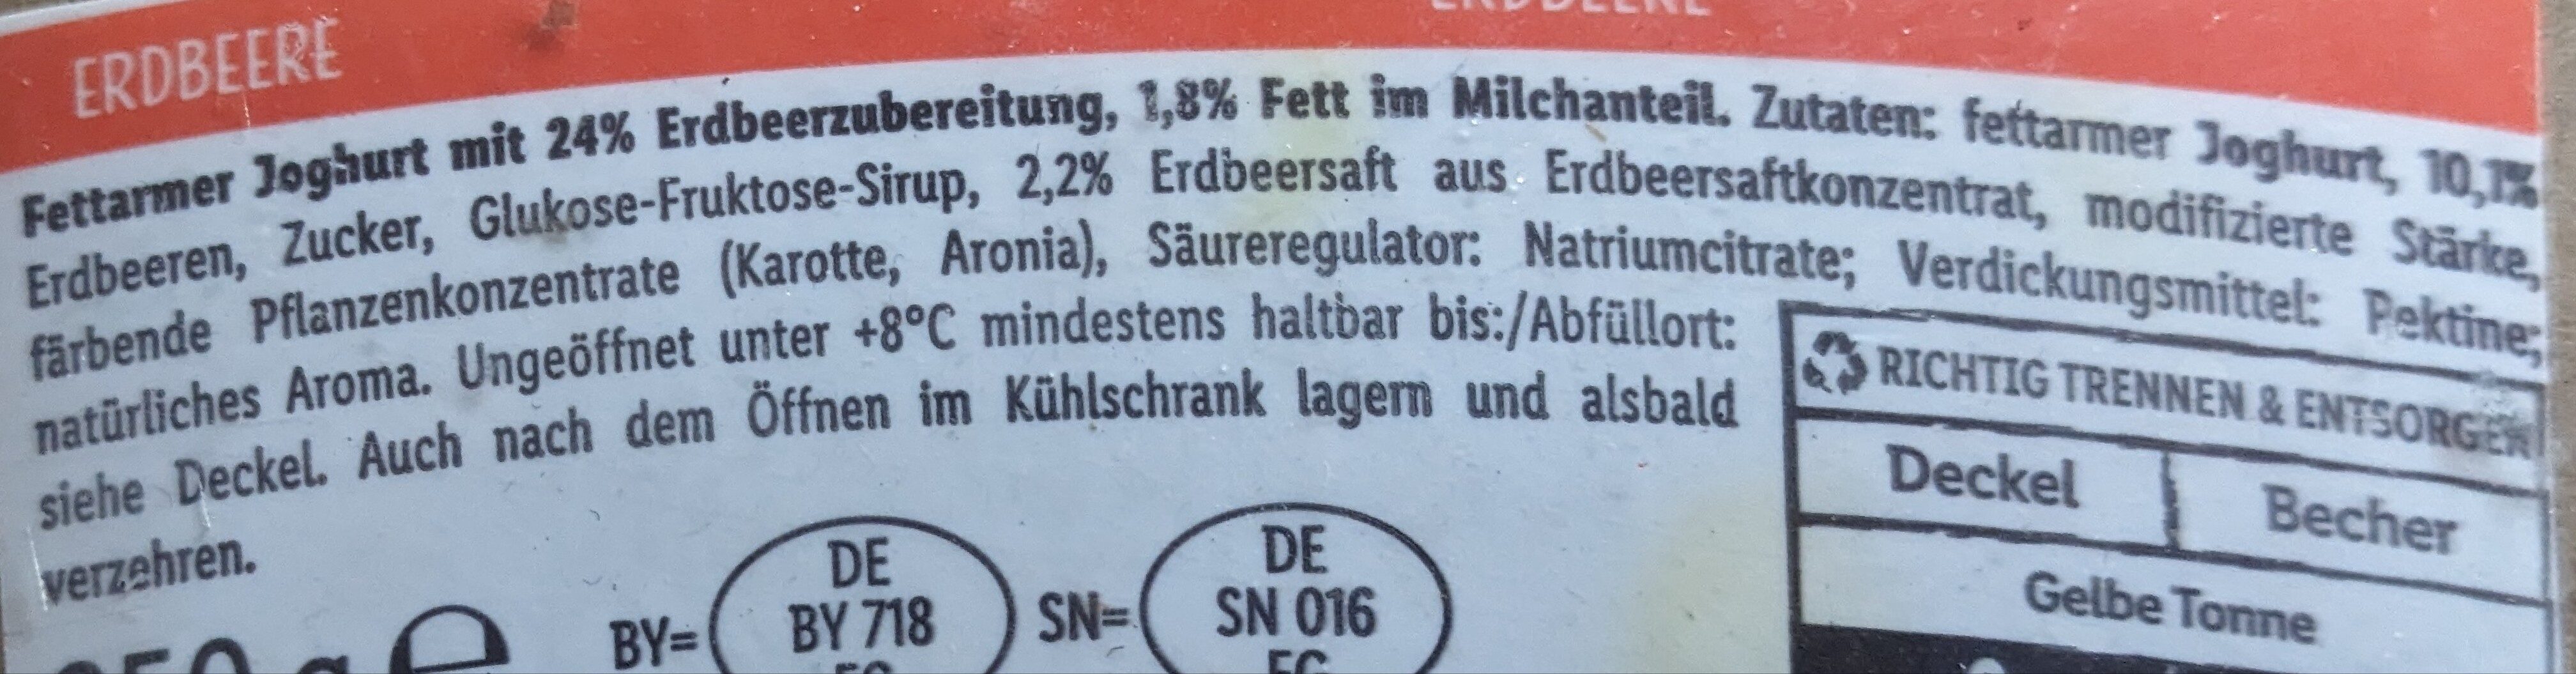 ERDBEERE
Fettarmer Joghurt mit 24% Erdbeerzubereitung, 1,8% Fett im Milchanteil. Zutaten: fettarmer Joghurt, 10,1%
Erdbeeren, Zucker, Glukose-Fruktose-Sirup, 2,2% Erdbeersaft aus Erdbeersaftkonzentrat, modifizierte Stärke,
färbende Pflanzenkonzentrate (Karotte, Aronia), Säureregulator: Natriumcitrate; Verdickungsmittel: Pektine;
natürliches Aroma. Ungeöffnet unter +8°C mindestens haltbar bis:/Abfüllort:
siehe Deckel. Auch nach dem Öffnen im Kühlschrank lagern und alsbald
verzehren.
RICHTIG TRENNEN & ENTSORGEN
Deckel Becher
Gelbe Tonne
BY=
DE
BY 718
SN=
DE
SN 016
EG